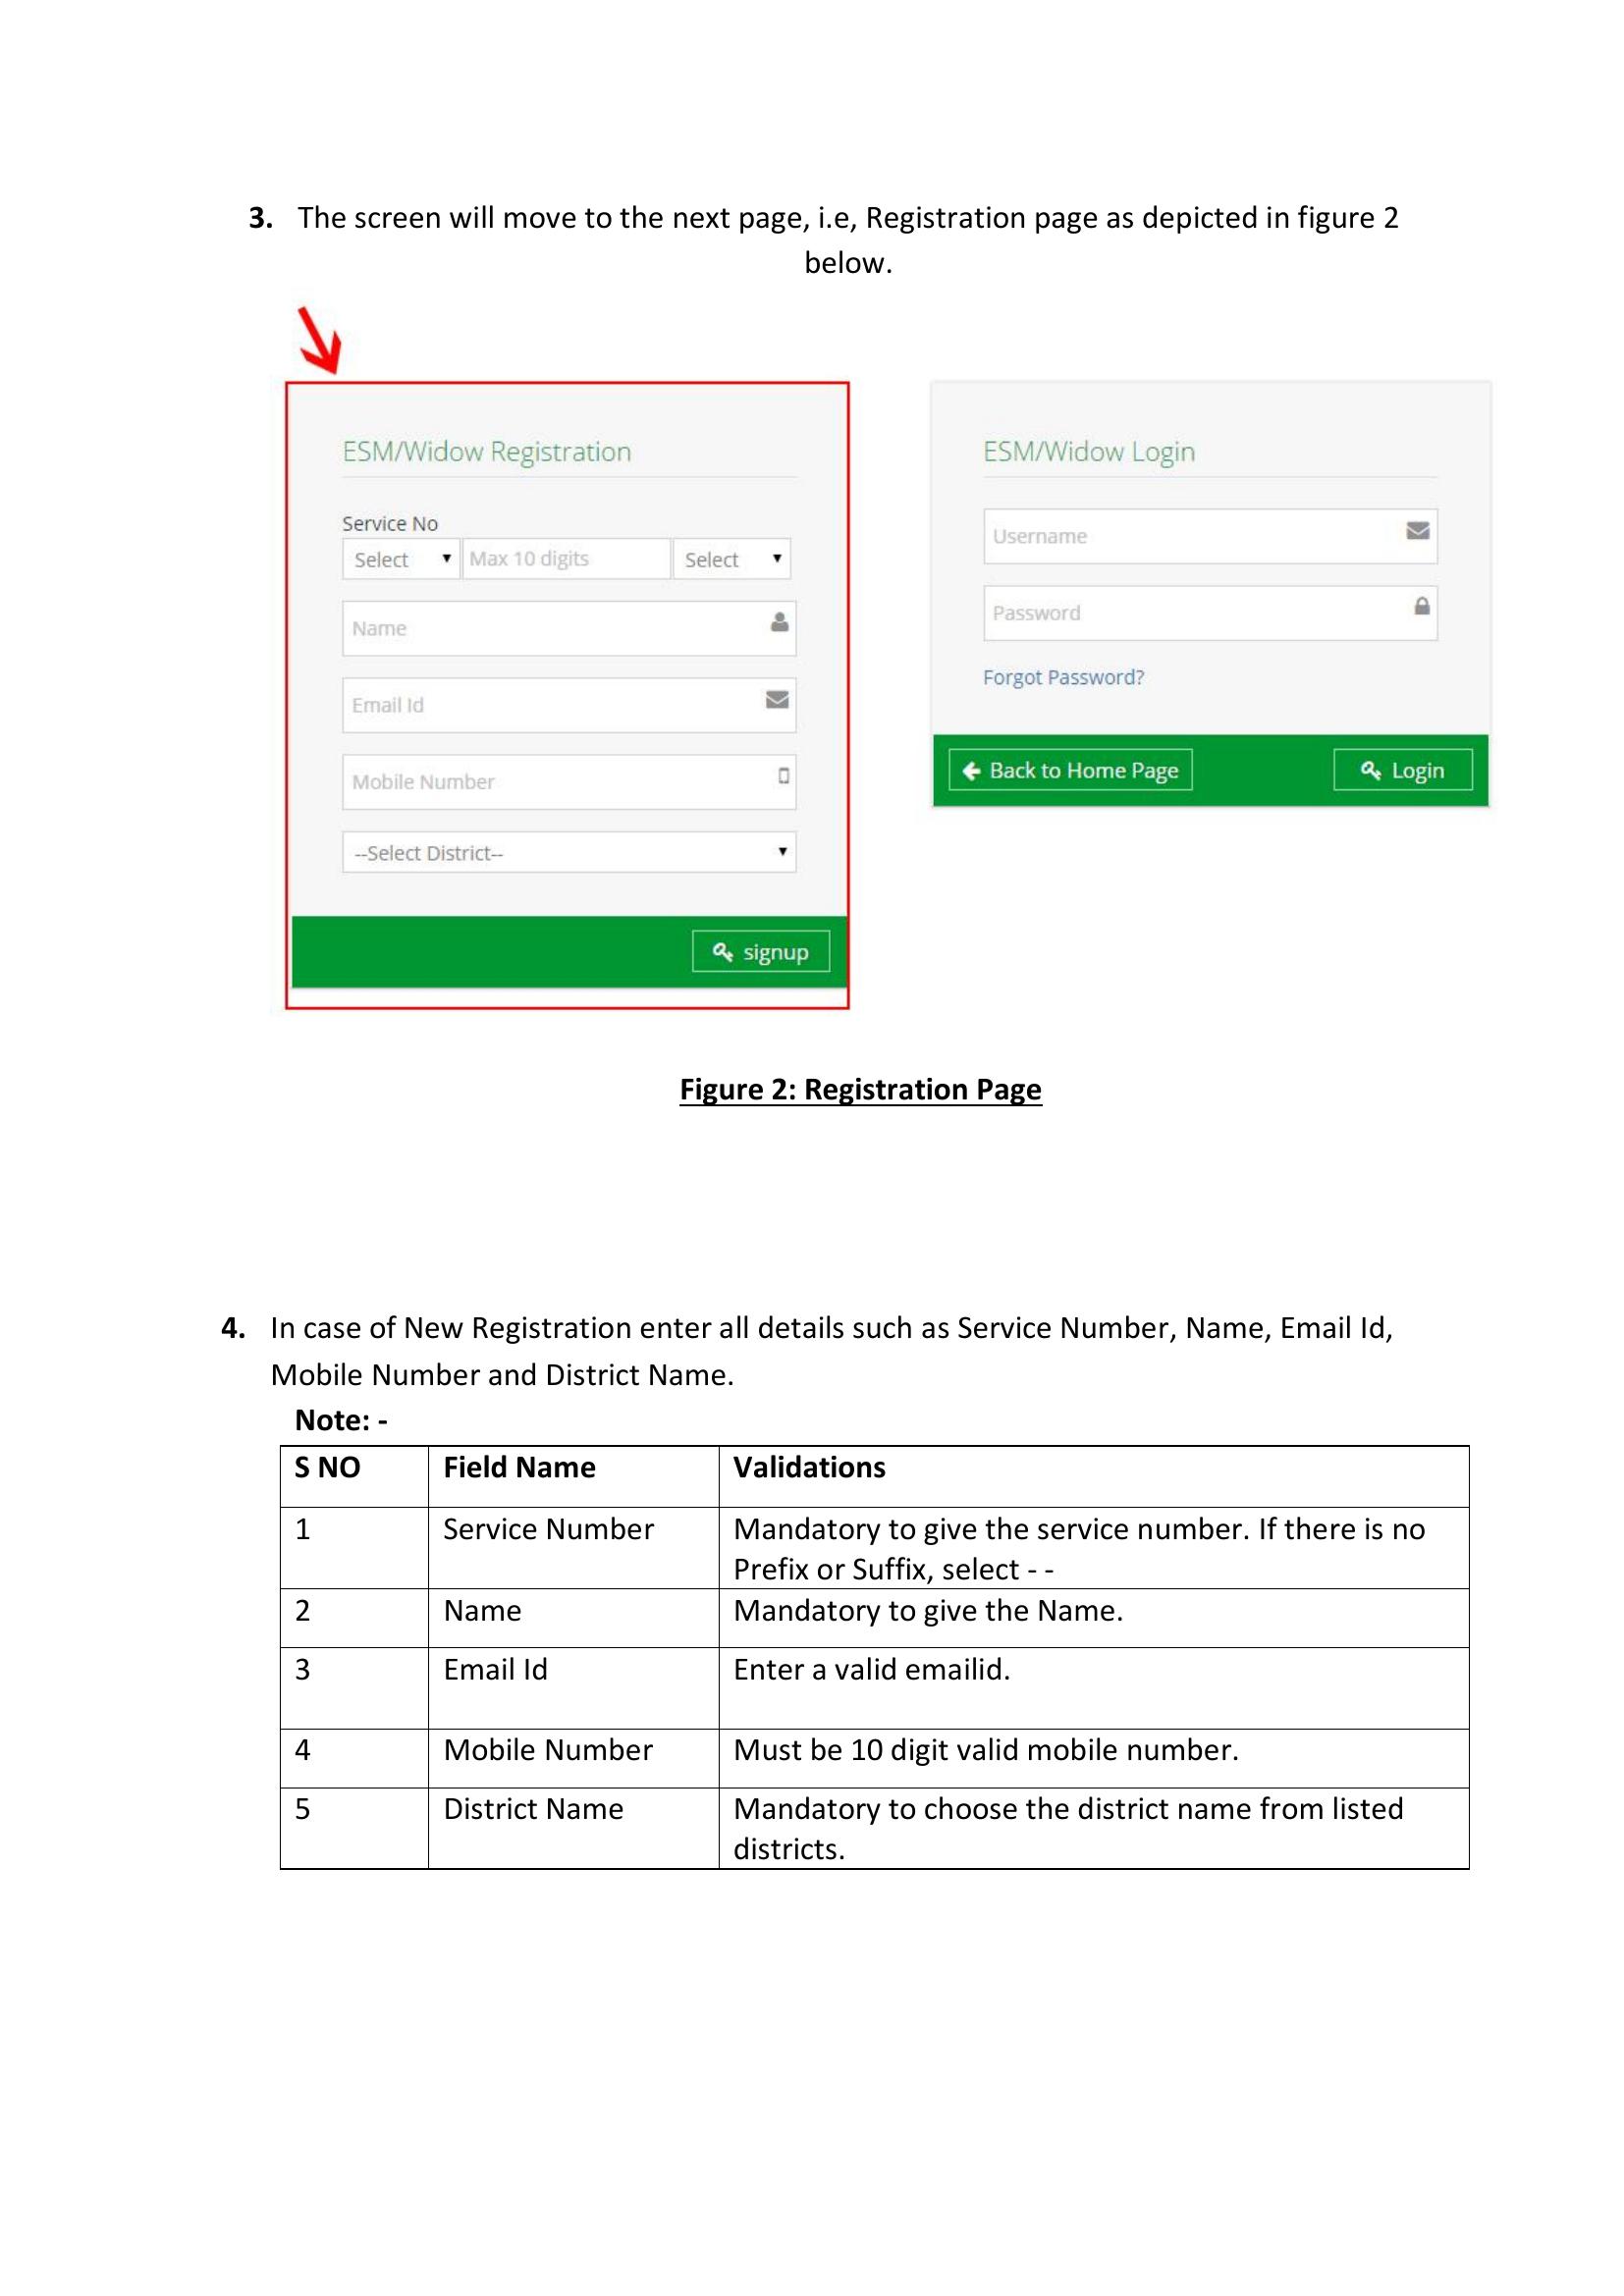 3. The screen will move to the next page, i.e, Registration page as depicted in figure 2
below.
ESM/Widow Registration
Service No
Select Max 10 digits Select
Name
Email Id
Mobile Number
--Select District--
signup
ESM/Widow Login
Username
Password
Forgot Password?
Back to Home Page Login
Figure 2: Registration Page
4. In case of New Registration enter all details such as Service Number, Name, Email Id,
Mobile Number and District Name.
Note: -
S NO Field Name Validations
1 Service Number Mandatory to give the service number. If there is no
Prefix or Suffix, select - -
2 Name Mandatory to give the Name.
3 Email Id Enter a valid emailid.
4 Mobile Number Must be 10 digit valid mobile number.
5 District Name Mandatory to choose the district name from listed
districts.